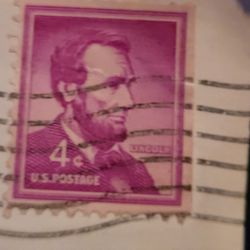 4¢
LINCOLN
U.S. POSTAGE